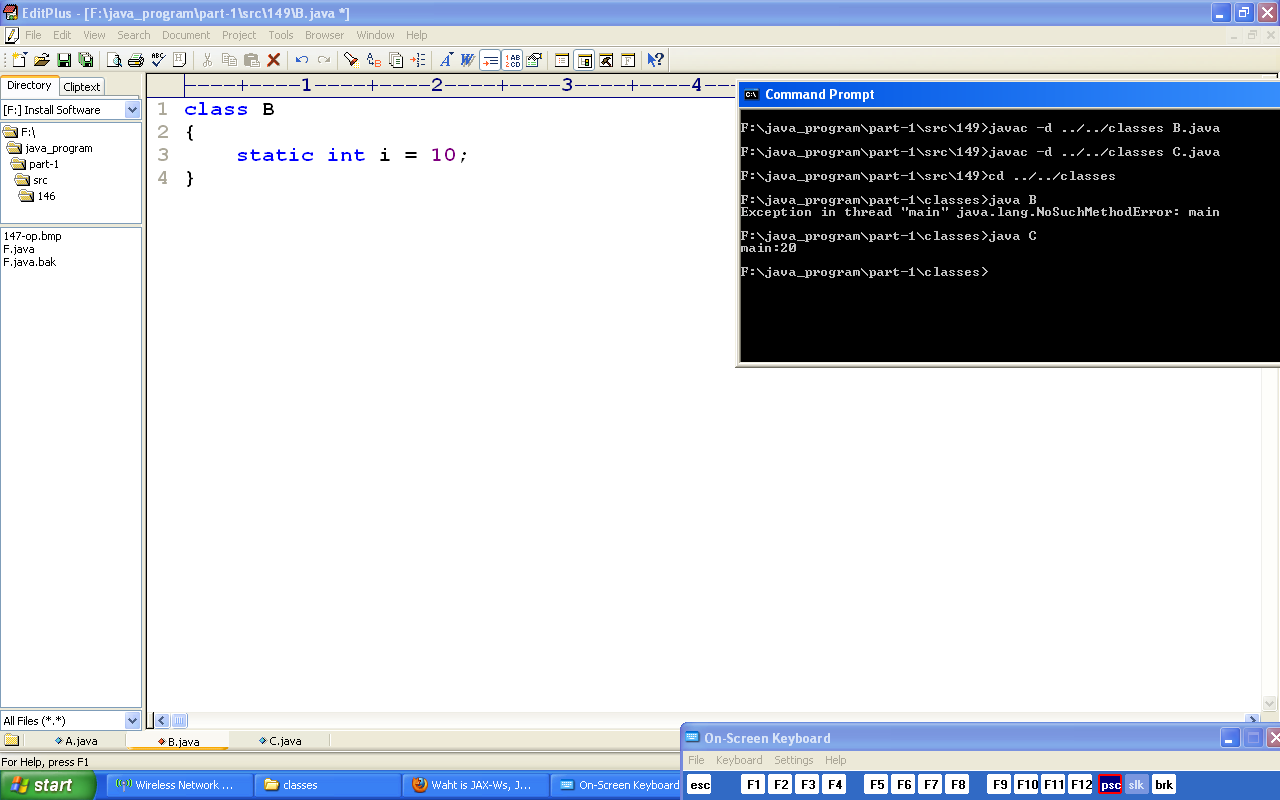 EditPlus - [F:\java_program\part-1\src\149\B.java *]
File Edit View Search Document Project Tools Browser Window Help
Directory Cliptext
[F:] Install Software
F:\
java_program
part-1
src
146
147-op.bmp
F.java
F.java.bak
All Files (*.*)
----+----1----+----2----+----3----+----4--
1 class B
2 {
3 static int i = 10;
4 }
Command Prompt
F:\java_program\part-1\src\149>javac -d ../../classes B.java
F:\java_program\part-1\src\149>javac -d ../../classes C.java
F:\java_program\part-1\src\149>cd ../../classes
F:\java_program\part-1\classes>java B
Exception in thread "main" java.lang.NoSuchMethodError: main
F:\java_program\part-1\classes>java C
main:20
F:\java_program\part-1\classes>
A.java B.java C.java
For Help, press F1
On-Screen Keyboard
File Keyboard Settings Help
esc F1 F2 F3 F4 F5 F6 F7 F8 F9 F10 F11 F12 psc slk brk
start Wireless Network ... classes Waht is JAX-Ws, J... On-Screen Keyboard